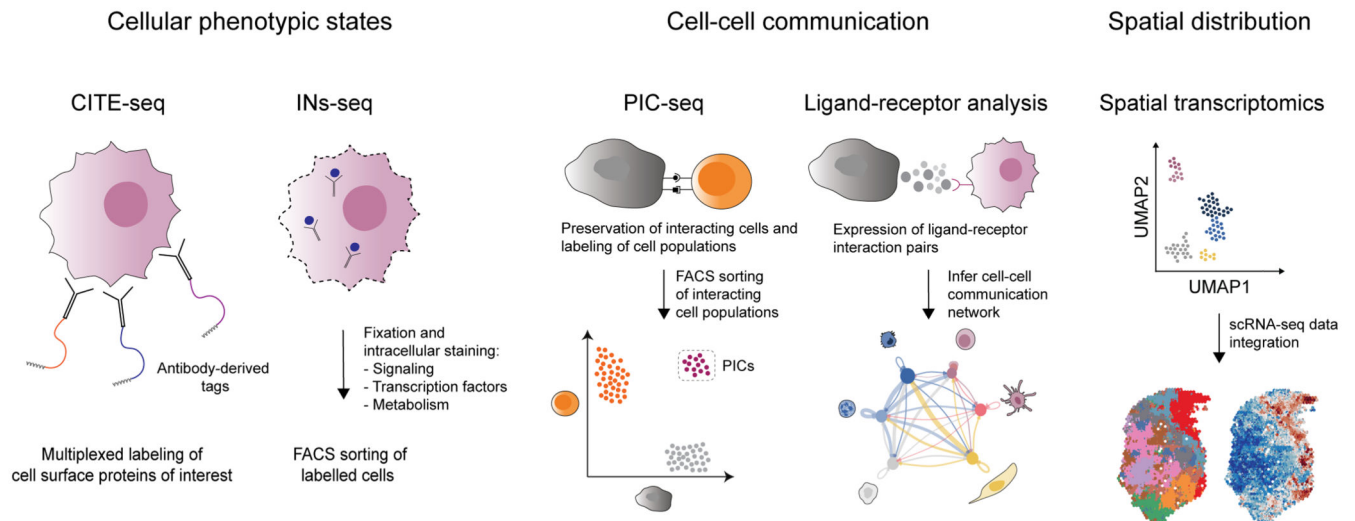 Cellular phenotypic states
Cell-cell communication
Spatial distribution
CITE-seq
INs-seq
PIC-seq
Ligand-receptor analysis
Spatial transcriptomics
Antibody-derived
tags
Multiplexed labeling of
cell surface proteins of interest
Fixation and
intracellular staining:
- Signaling
- Transcription factors
- Metabolism
FACS sorting of
labelled cells
Preservation of interacting cells and
labeling of cell populations
FACS sorting
of interacting
cell populations
PICs
Expression of ligand-receptor
interaction pairs
Infer cell-cell
communication
network
UMAP2
UMAP1
scRNA-seq data
integration